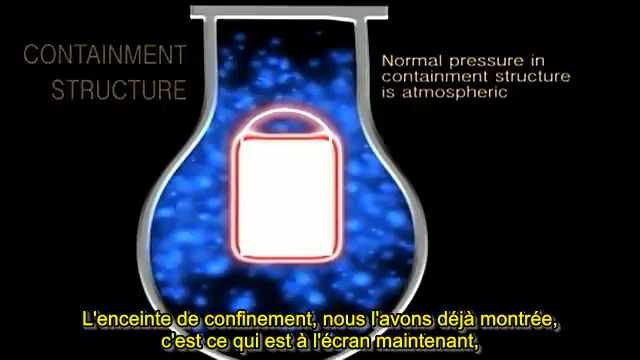 CONTAINMENT
STRUCTURE
Normal pressure in
containment structure
is atmospheric
L'enceinte de confinement, nous l'avons déjà montrée,
c'est ce qui est à l'écran maintenant,